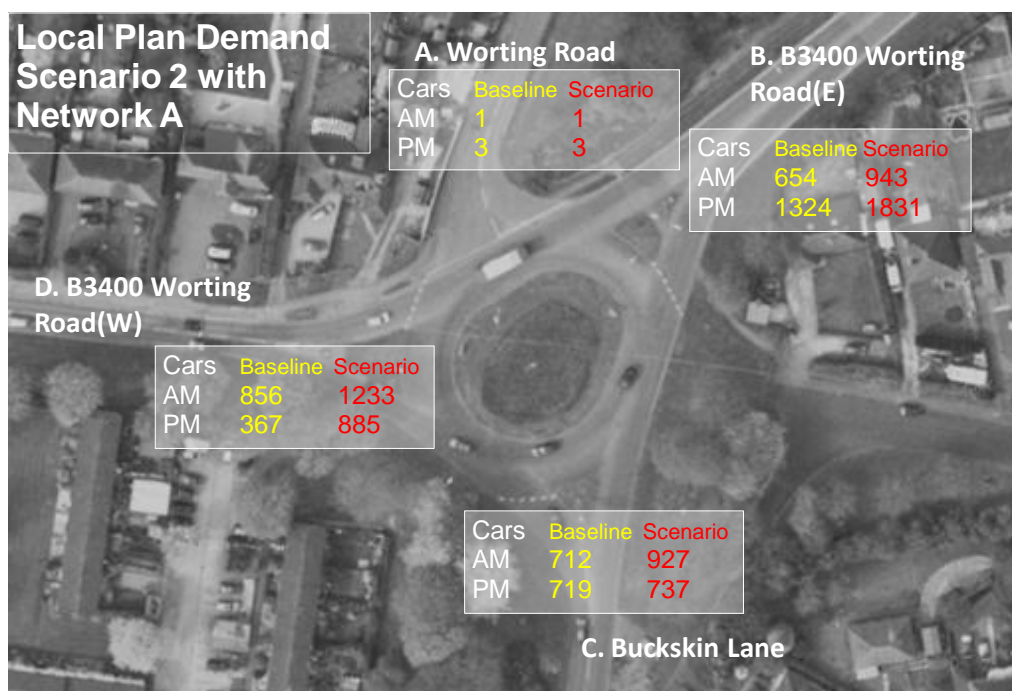 Local Plan Demand
Scenario 2 with
Network A
A. Worting Road
Cars Baseline Scenario
AM 1 1
PM 3 3
B. B3400 Worting
Road(E)
Cars Baseline Scenario
AM 654 943
PM 1324 1831
D. B3400 Worting
Road(W)
Cars Baseline Scenario
AM 856 1233
PM 367 885
Cars Baseline Scenario
AM 712 927
PM 719 737
C. Buckskin Lane